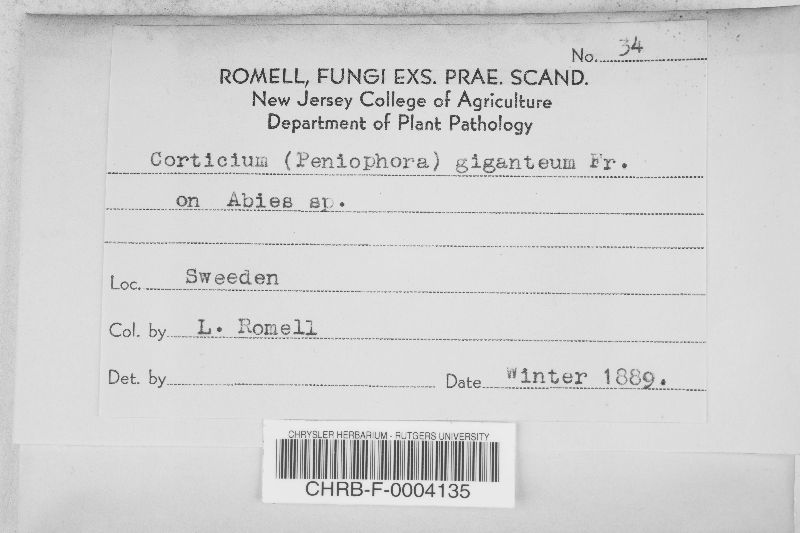 No. 34
ROMELL, FUNGI EXS. PRAE. SCAND.
New Jersey College of Agriculture
Department of Plant Pathology
Corticium (Peniophora) giganteum Fr.
on Abies sp.
Loc. Sweeden
Col. by L. Romell
Det. by Date Winter 1889.
CHRYSLER HERBARIUM - RUTGERS UNIVERSITY
CHRB-F-0004135